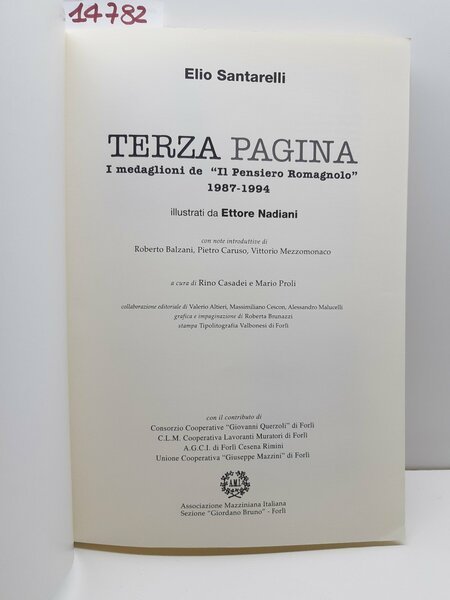 14782
Elio Santarelli
TERZA PAGINA
I medaglioni de "Il Pensiero Romagnolo"
1987-1994
illustrati da Ettore Nadiani
con note introduttive di
Roberto Balzani, Pietro Caruso, Vittorio Mezzomonaco
a cura di Rino Casadei e Mario Proli
collaborazione editoriale di Valerio Altieri, Massimiliano Cescon, Alessandro Malucelli
grafica e impaginazione di Roberta Brunazzi
stampa Tipolitografia Valbonesi di Forlì
con il contributo di
Consorzio Cooperative "Giovanni Querzoli" di Forlì
C.L.M. Cooperativa Lavoranti Muratori di Forlì
A.G.C.I. di Forlì Cesena Rimini
Unione Cooperativa "Giuseppe Mazzini" di Forlì
A.M.I.
Associazione Mazziniana Italiana
Sezione "Giordano Bruno" - Forlì